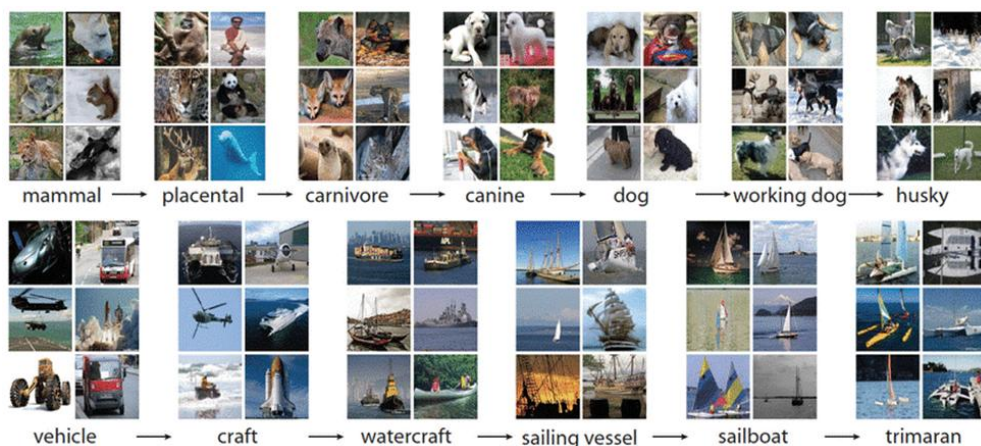 mammal → placental → carnivore → canine → dog → working dog → husky
vehicle → craft → watercraft → sailing vessel → sailboat → trimaran